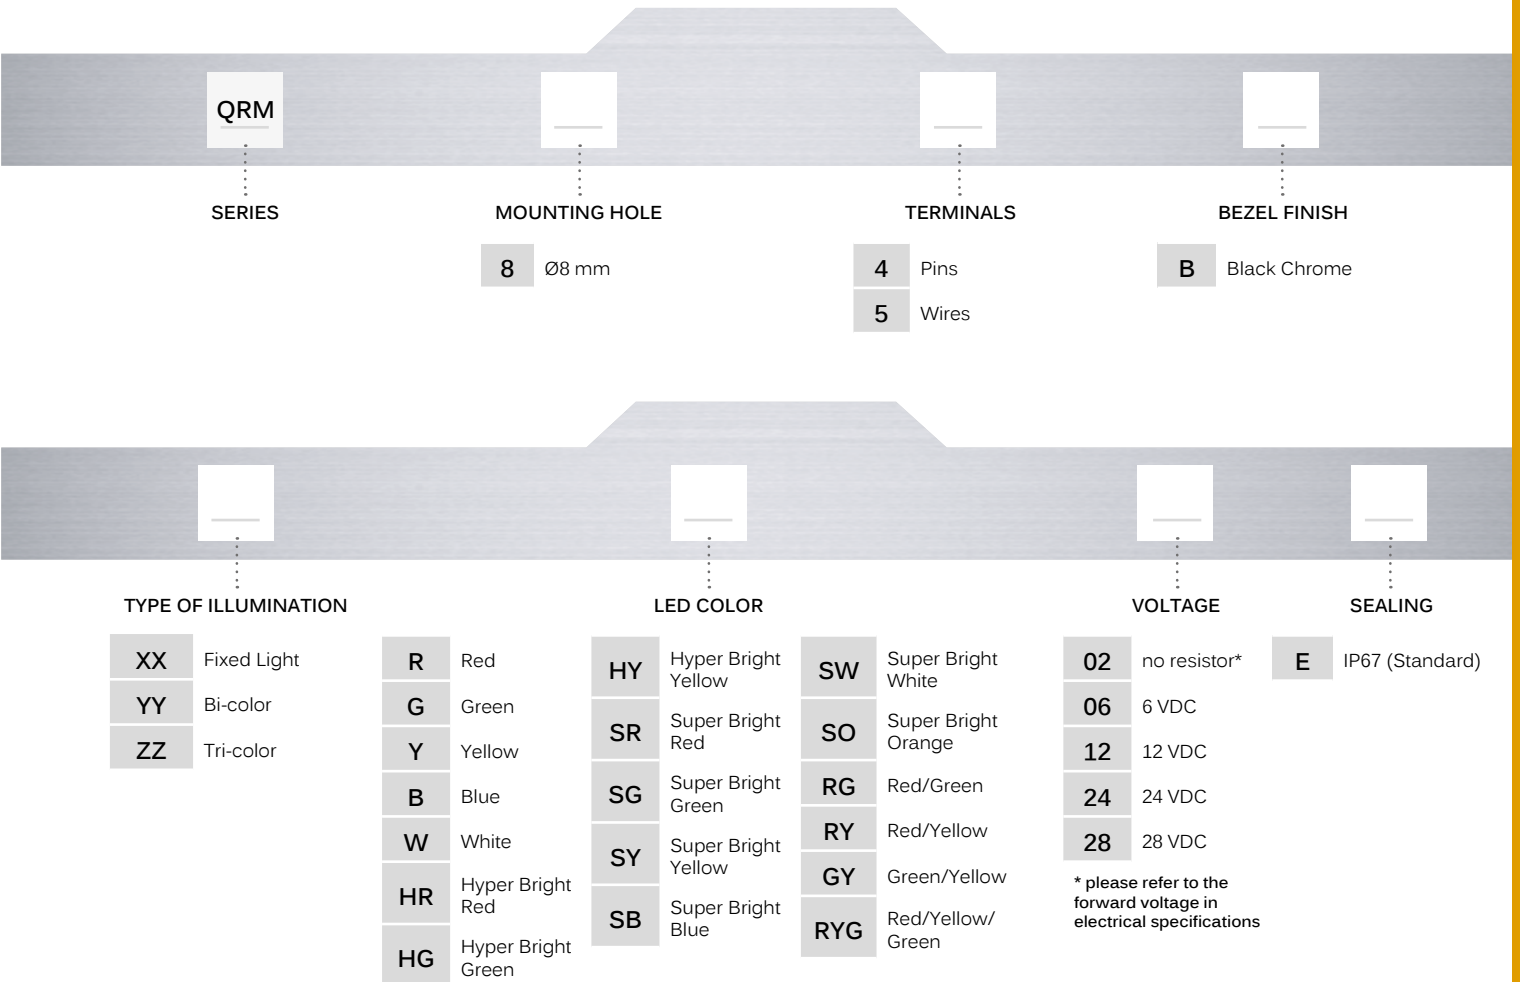 QRM
SERIES
MOUNTING HOLE
8 Ø8 mm
TERMINALS
4 Pins
5 Wires
BEZEL FINISH
B Black Chrome
TYPE OF ILLUMINATION
XX Fixed Light
YY Bi-color
ZZ Tri-color
LED COLOR
R Red
G Green
Y Yellow
B Blue
W White
HR Hyper Bright
Red
HG Hyper Bright
Green
HY Hyper Bright
Yellow
SR Super Bright
Red
SG Super Bright
Green
SY Super Bright
Yellow
SB Super Bright
Blue
SW Super Bright
White
SO Super Bright
Orange
RG Red/Green
RY Red/Yellow
GY Green/Yellow
RYG Red/Yellow/
Green
VOLTAGE
02 no resistor*
06 6 VDC
12 12 VDC
24 24 VDC
28 28 VDC
* please refer to the
forward voltage in
electrical specifications
SEALING
E IP67 (Standard)